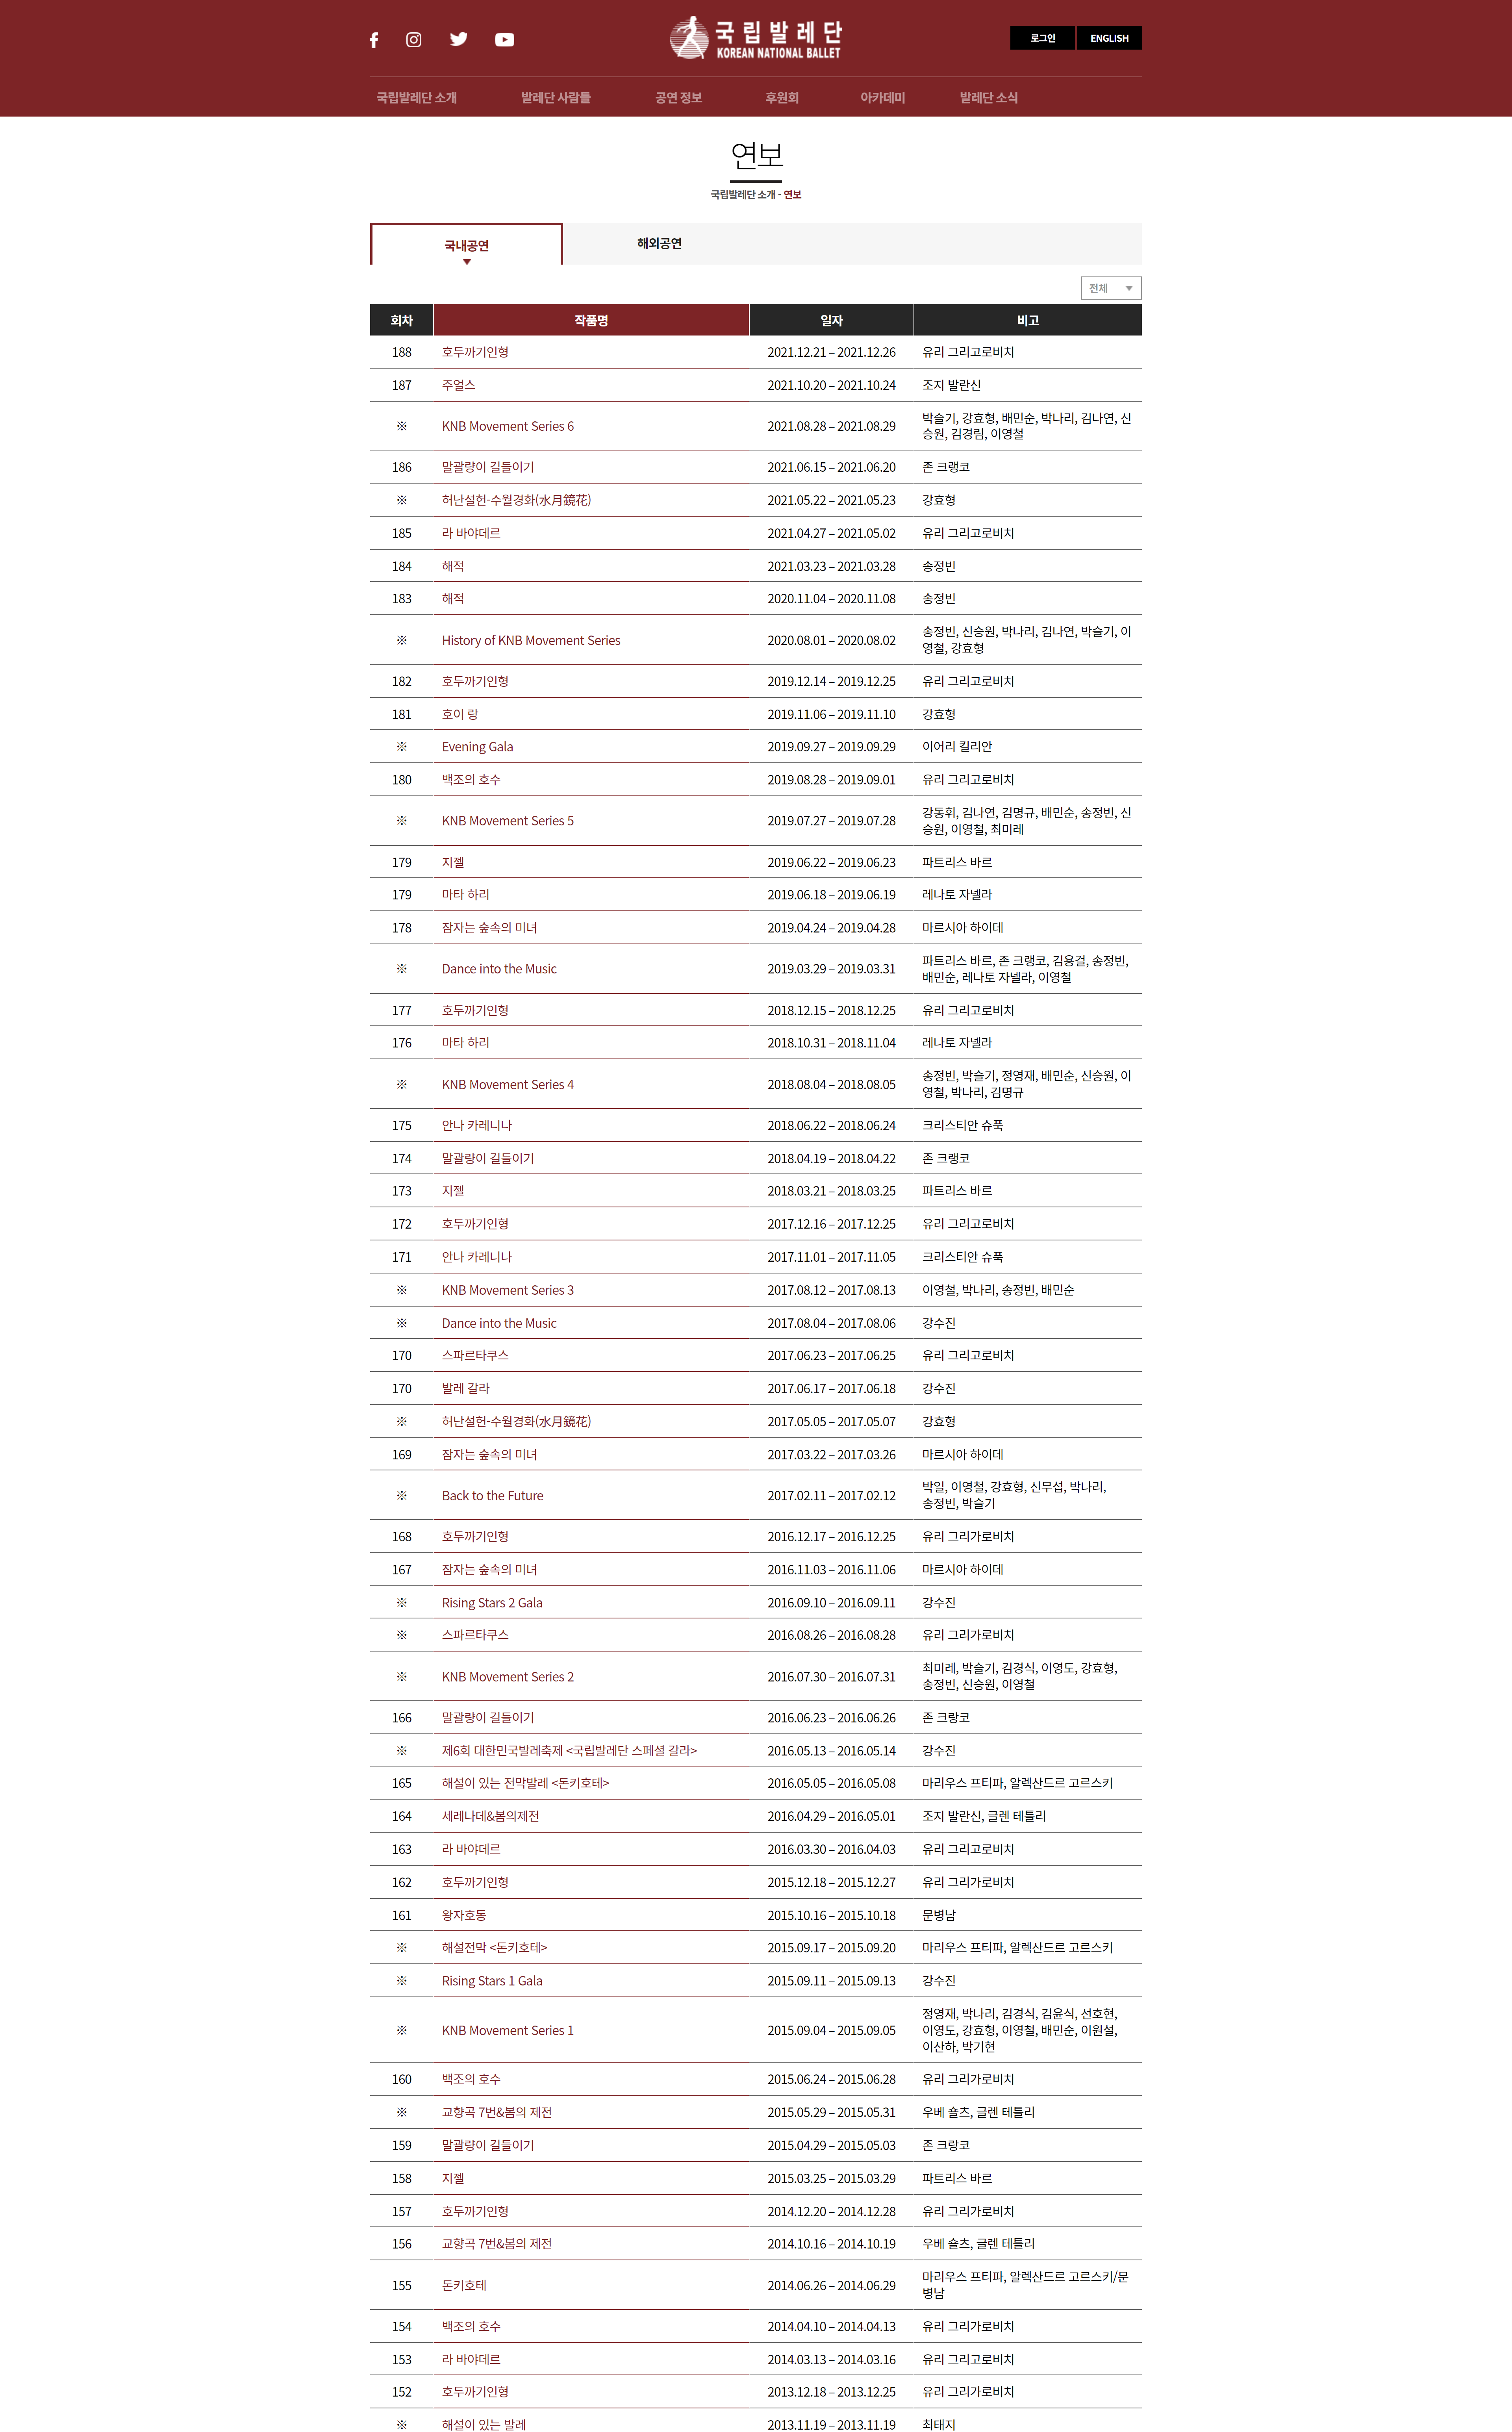 국립발레단
KOREAN NATIONAL BALLET
로그인 ENGLISH
국립발레단 소개 발레단 사람들 공연 정보 후원회 아카데미 발레단 소식
연보
국립발레단 소개 - 연보
국내공연 해외공연
전체
회차 작품명 일자 비고
188 호두까기인형 2021.12.21 – 2021.12.26 유리 그리고로비치
187 주얼스 2021.10.20 – 2021.10.24 조지 발란신
※ KNB Movement Series 6 2021.08.28 – 2021.08.29 박슬기, 강효형, 배민순, 박나리, 김나연, 신
승원, 김경림, 이영철
186 말괄량이 길들이기 2021.06.15 – 2021.06.20 존 크랭코
※ 허난설헌-수월경화(水月鏡花) 2021.05.22 – 2021.05.23 강효형
185 라 바야데르 2021.04.27 – 2021.05.02 유리 그리고로비치
184 해적 2021.03.23 – 2021.03.28 송정빈
183 해적 2020.11.04 – 2020.11.08 송정빈
※ History of KNB Movement Series 2020.08.01 – 2020.08.02 송정빈, 신승원, 박나리, 김나연, 박슬기, 이
영철, 강효형
182 호두까기인형 2019.12.14 – 2019.12.25 유리 그리고로비치
181 호이 랑 2019.11.06 – 2019.11.10 강효형
※ Evening Gala 2019.09.27 – 2019.09.29 이어리 킬리안
180 백조의 호수 2019.08.28 – 2019.09.01 유리 그리고로비치
※ KNB Movement Series 5 2019.07.27 – 2019.07.28 강동휘, 김나연, 김명규, 배민순, 송정빈, 신
승원, 이영철, 최미레
179 지젤 2019.06.22 – 2019.06.23 파트리스 바르
179 마타 하리 2019.06.18 – 2019.06.19 레나토 자넬라
178 잠자는 숲속의 미녀 2019.04.24 – 2019.04.28 마르시아 하이데
※ Dance into the Music 2019.03.29 – 2019.03.31 파트리스 바르, 존 크랭코, 김용걸, 송정빈,
배민순, 레나토 자넬라, 이영철
177 호두까기인형 2018.12.15 – 2018.12.25 유리 그리고로비치
176 마타 하리 2018.10.31 – 2018.11.04 레나토 자넬라
※ KNB Movement Series 4 2018.08.04 – 2018.08.05 송정빈, 박슬기, 정영재, 배민순, 신승원, 이
영철, 박나리, 김명규
175 안나 카레니나 2018.06.22 – 2018.06.24 크리스티안 슈푹
174 말괄량이 길들이기 2018.04.19 – 2018.04.22 존 크랭코
173 지젤 2018.03.21 – 2018.03.25 파트리스 바르
172 호두까기인형 2017.12.16 – 2017.12.25 유리 그리고로비치
171 안나 카레니나 2017.11.01 – 2017.11.05 크리스티안 슈푹
※ KNB Movement Series 3 2017.08.12 – 2017.08.13 이영철, 박나리, 송정빈, 배민순
※ Dance into the Music 2017.08.04 – 2017.08.06 강수진
170 스파르타쿠스 2017.06.23 – 2017.06.25 유리 그리고로비치
170 발레 갈라 2017.06.17 – 2017.06.18 강수진
※ 허난설헌-수월경화(水月鏡花) 2017.05.05 – 2017.05.07 강효형
169 잠자는 숲속의 미녀 2017.03.22 – 2017.03.26 마르시아 하이데
※ Back to the Future 2017.02.11 – 2017.02.12 박일, 이영철, 강효형, 신무섭, 박나리,
송정빈, 박슬기
168 호두까기인형 2016.12.17 – 2016.12.25 유리 그리가로비치
167 잠자는 숲속의 미녀 2016.11.03 – 2016.11.06 마르시아 하이데
※ Rising Stars 2 Gala 2016.09.10 – 2016.09.11 강수진
※ 스파르타쿠스 2016.08.26 – 2016.08.28 유리 그리가로비치
※ KNB Movement Series 2 2016.07.30 – 2016.07.31 최미레, 박슬기, 김경식, 이영도, 강효형,
송정빈, 신승원, 이영철
166 말괄량이 길들이기 2016.06.23 – 2016.06.26 존 크랑코
※ 제6회 대한민국발레축제 <국립발레단 스페셜 갈라> 2016.05.13 – 2016.05.14 강수진
165 해설이 있는 전막발레 <돈키호테> 2016.05.05 – 2016.05.08 마리우스 프티파, 알렉산드르 고르스키
164 세레나데&봄의제전 2016.04.29 – 2016.05.01 조지 발란신, 글렌 테틀리
163 라 바야데르 2016.03.30 – 2016.04.03 유리 그리고로비치
162 호두까기인형 2015.12.18 – 2015.12.27 유리 그리가로비치
161 왕자호동 2015.10.16 – 2015.10.18 문병남
※ 해설전막 <돈키호테> 2015.09.17 – 2015.09.20 마리우스 프티파, 알렉산드르 고르스키
※ Rising Stars 1 Gala 2015.09.11 – 2015.09.13 강수진
※ KNB Movement Series 1 2015.09.04 – 2015.09.05 정영재, 박나리, 김경식, 김윤식, 선호현,
이영도, 강효형, 이영철, 배민순, 이원설,
이산하, 박기현
160 백조의 호수 2015.06.24 – 2015.06.28 유리 그리가로비치
※ 교향곡 7번&봄의 제전 2015.05.29 – 2015.05.31 우베 숄츠, 글렌 테틀리
159 말괄량이 길들이기 2015.04.29 – 2015.05.03 존 크랑코
158 지젤 2015.03.25 – 2015.03.29 파트리스 바르
157 호두까기인형 2014.12.20 – 2014.12.28 유리 그리가로비치
156 교향곡 7번&봄의 제전 2014.10.16 – 2014.10.19 우베 숄츠, 글렌 테틀리
155 돈키호테 2014.06.26 – 2014.06.29 마리우스 프티파, 알렉산드르 고르스키/문
병남
154 백조의 호수 2014.04.10 – 2014.04.13 유리 그리가로비치
153 라 바야데르 2014.03.13 – 2014.03.16 유리 그리고로비치
152 호두까기인형 2013.12.18 – 2013.12.25 유리 그리가로비치
※ 해설이 있는 발레 2013.11.19 – 2013.11.19 최태지